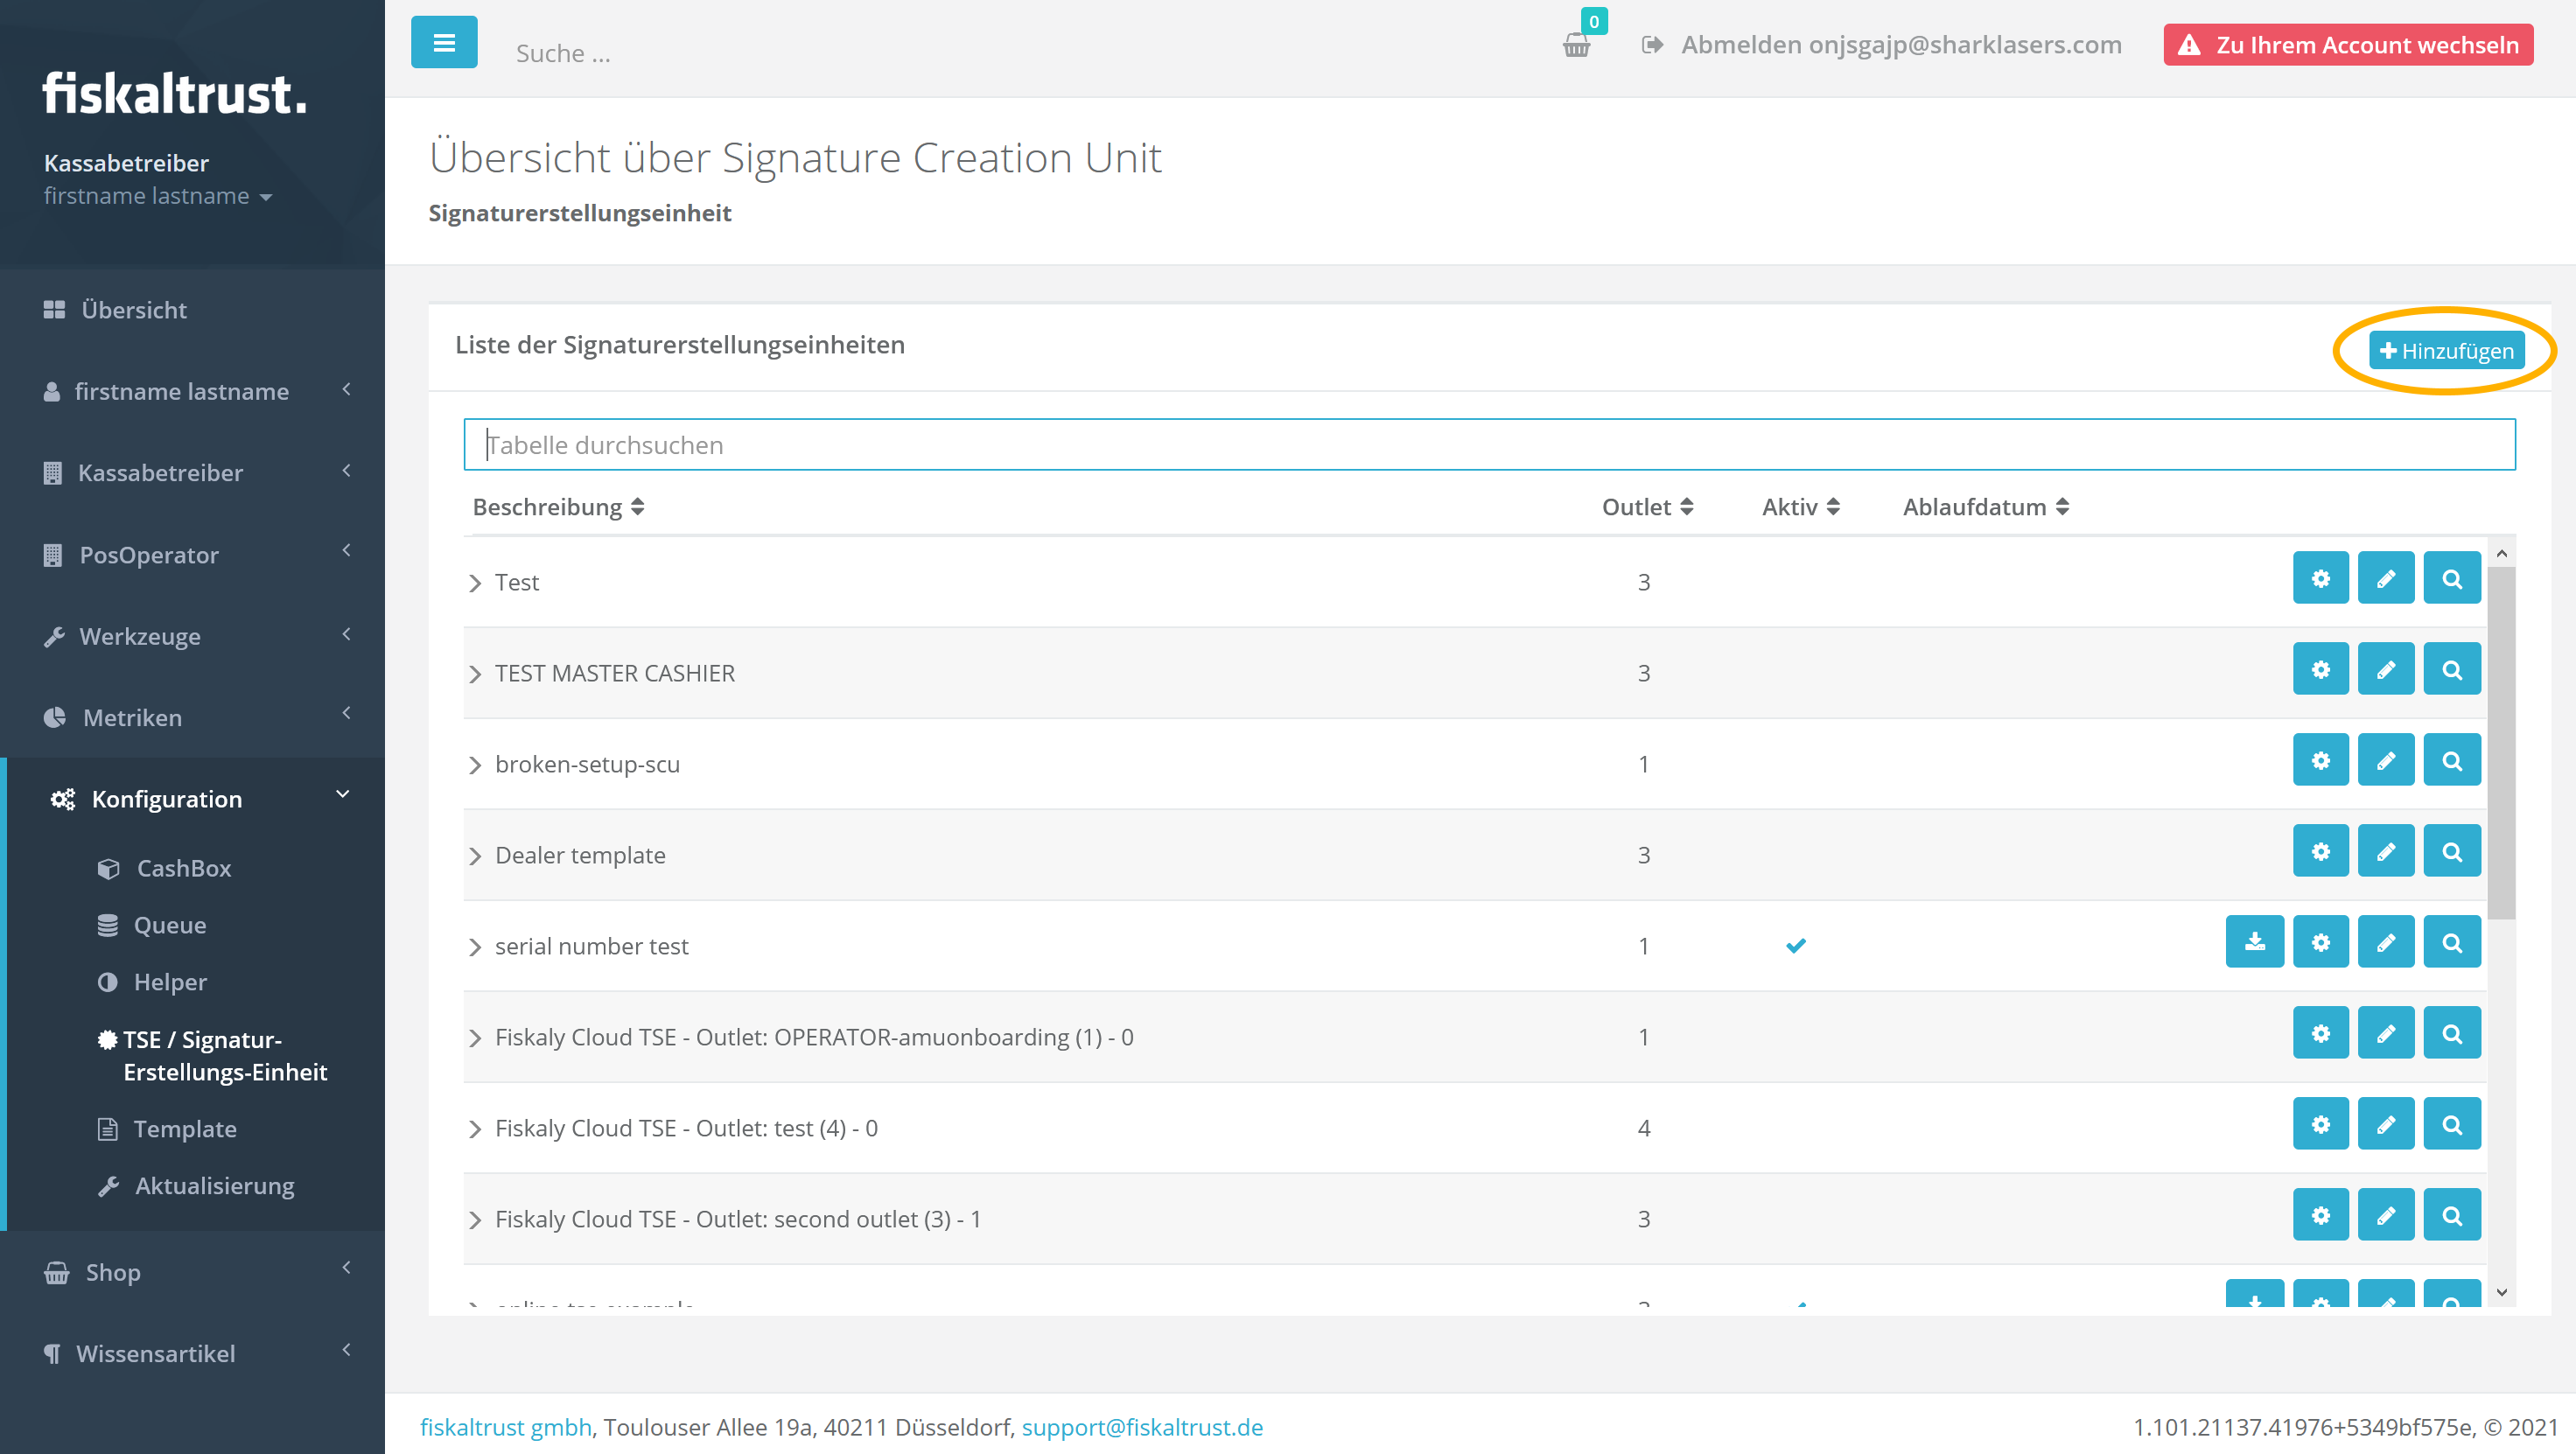 fiskaltrust.
Kassabetreiber
firstname lastname
Übersicht
firstname lastname
Kassabetreiber
PosOperator
Werkzeuge
Metriken
Konfiguration
CashBox
Queue
Helper
TSE / Signatur-
Erstellungs-Einheit
Template
Aktualisierung
Shop
Wissensartikel
Suche ...
0
Abmelden onjsgajp@sharklasers.com
Zu Ihrem Account wechseln
Übersicht über Signature Creation Unit
Signaturerstellungseinheit
Liste der Signaturerstellungseinheiten
Hinzufügen
Tabelle durchsuchen
Beschreibung Outlet Aktiv Ablaufdatum
Test 3
TEST MASTER CASHIER 3
broken-setup-scu 1
Dealer template 3
serial number test 1
Fiskaly Cloud TSE - Outlet: OPERATOR-amuonboarding (1) - 0 1
Fiskaly Cloud TSE - Outlet: test (4) - 0 4
Fiskaly Cloud TSE - Outlet: second outlet (3) - 1 3
fiskaltrust gmbh, Toulouser Allee 19a, 40211 Düsseldorf, support@fiskaltrust.de
1.101.21137.41976+5349bf575e, © 2021